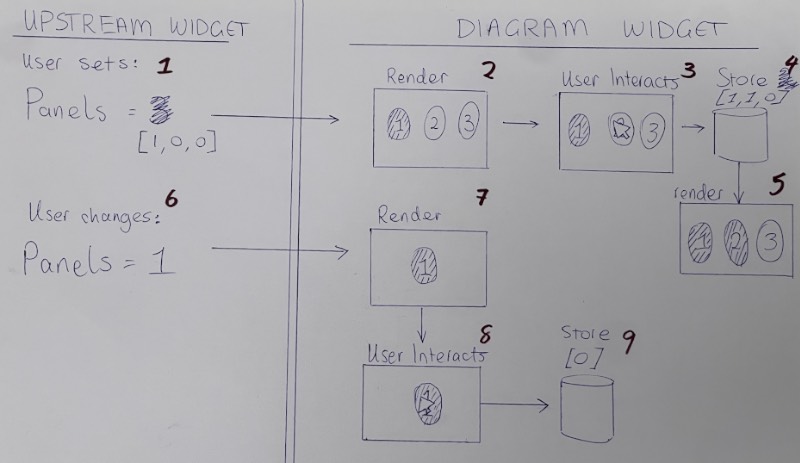 UPSTREAM WIDGET
User sets: 1
Panels =
[1,0,0]
User changes: 6
Panels = 1
DIAGRAM WIDGET
Render 2
1 2 3
User Interacts 3
1 2 3
4
Store
[1,1,0]
render 5
1 2 3
Render 7
1
User Interacts 8
1
Store 9
[0]